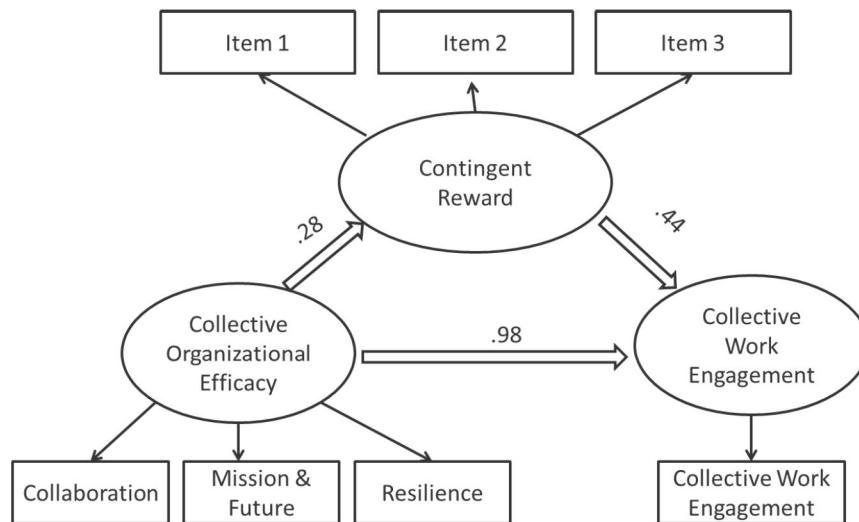 Item 1
Item 2
Item 3
Contingent
Reward
.28
.44
Collective
Organizational
Efficacy
.98
Collective
Work
Engagement
Collaboration
Mission &
Future
Resilience
Collective Work
Engagement